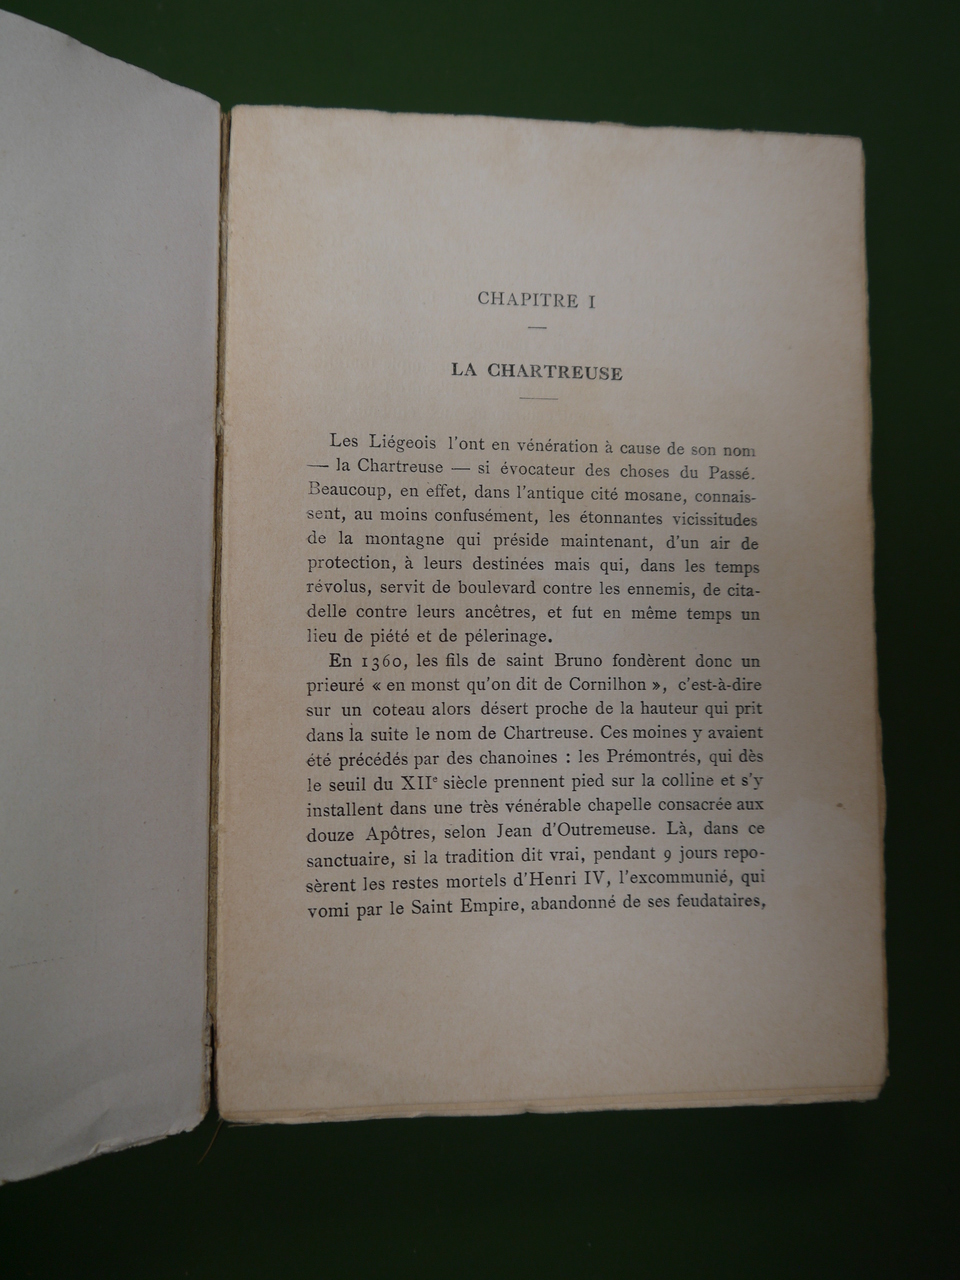 CHAPITRE I
LA CHARTREUSE
Les Liégeois l'ont en vénération à cause de son nom
— la Chartreuse — si évocateur des choses du Passé.
Beaucoup, en effet, dans l'antique cité mosane, connais-
sent, au moins confusément, les étonnantes vicissitudes
de la montagne qui préside maintenant, d'un air de
protection, à leurs destinées mais qui, dans les temps
révolus, servit de boulevard contre les ennemis, de cita-
delle contre leurs ancêtres, et fut en même temps un
lieu de piété et de pélerinage.
En 1360, les fils de saint Bruno fondèrent donc un
prieuré « en monst qu'on dit de Cornilhon », c'est-à-dire
sur un coteau alors désert proche de la hauteur qui prit
dans la suite le nom de Chartreuse. Ces moines y avaient
été précédés par des chanoines : les Prémontrés, qui dès
le seuil du XIIe siècle prennent pied sur la colline et s'y
installent dans une très vénérable chapelle consacrée aux
douze Apôtres, selon Jean d'Outremeuse. Là, dans ce
sanctuaire, si la tradition dit vrai, pendant 9 jours repo-
sèrent les restes mortels d'Henri IV, l'excommunié, qui
vomi par le Saint Empire, abandonné de ses feudataires,